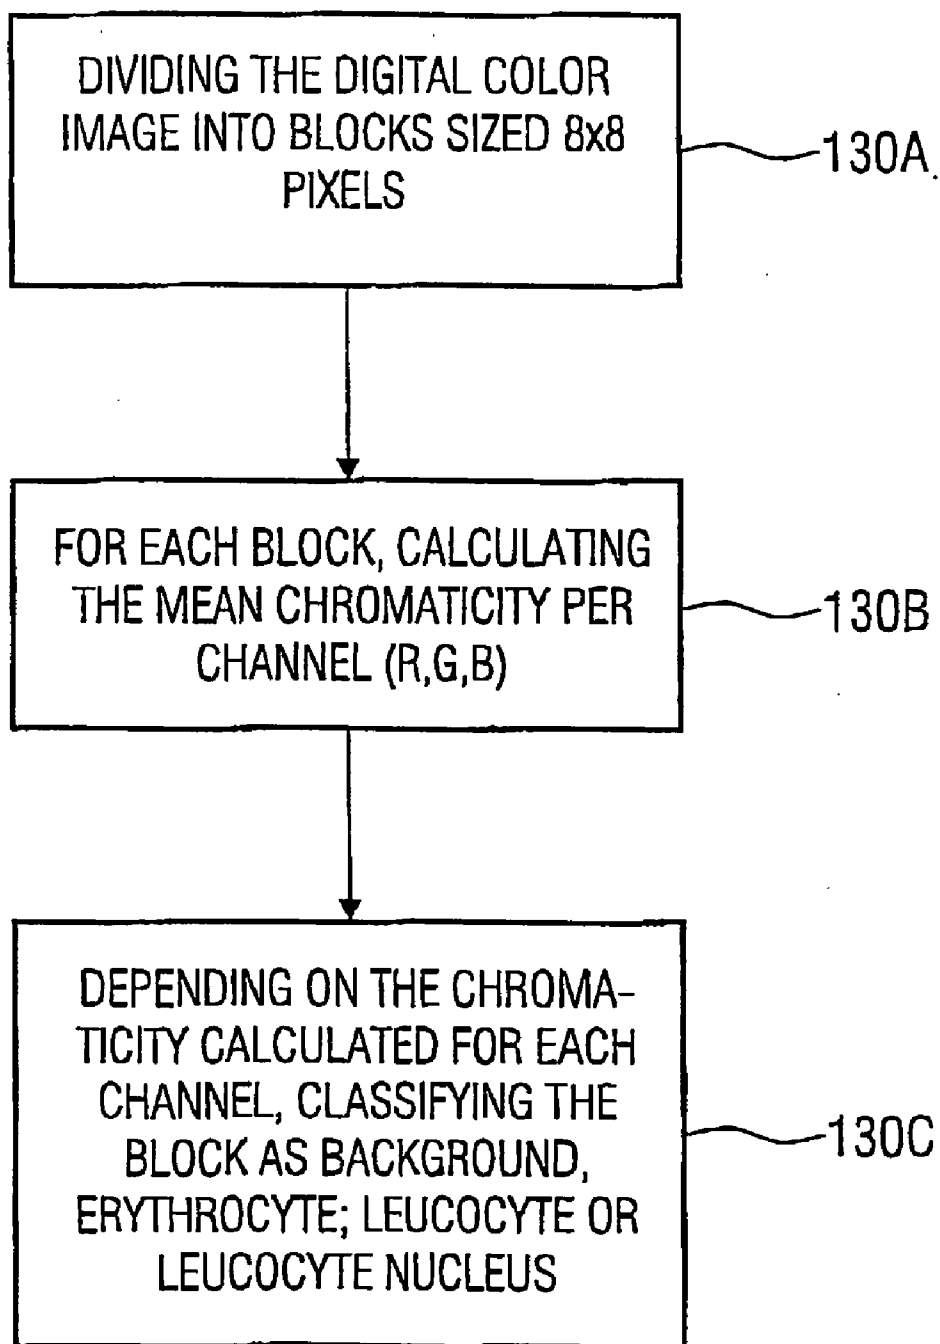 DIVIDING THE DIGITAL COLOR
IMAGE INTO BLOCKS SIZED 8x8
PIXELS
130A
FOR EACH BLOCK, CALCULATING
THE MEAN CHROMATICITY PER
CHANNEL (R,G,B)
130B
DEPENDING ON THE CHROMA-
TICITY CALCULATED FOR EACH
CHANNEL, CLASSIFYING THE
BLOCK AS BACKGROUND,
ERYTHROCYTE; LEUCOCYTE OR
LEUCOCYTE NUCLEUS
130C